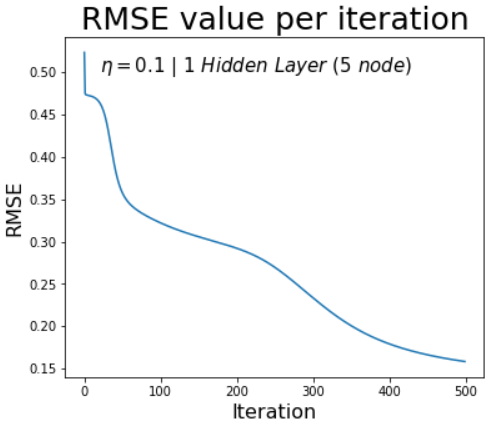 RMSE value per iteration
η = 0.1 | 1 Hidden Layer (5 node)
0.50
0.45
0.40
0.35
0.30
0.25
0.20
0.15
RMSE
0 100 200 300 400 500
Iteration